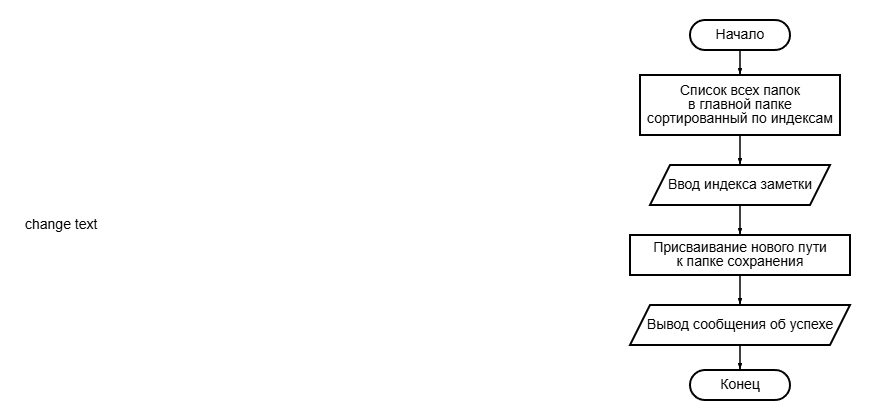 Начало
Список всех папок
в главной папке
сортированный по индексам
Ввод индекса заметки
change text
Присваивание нового пути
к папке сохранения
Вывод сообщения об успехе
Конец